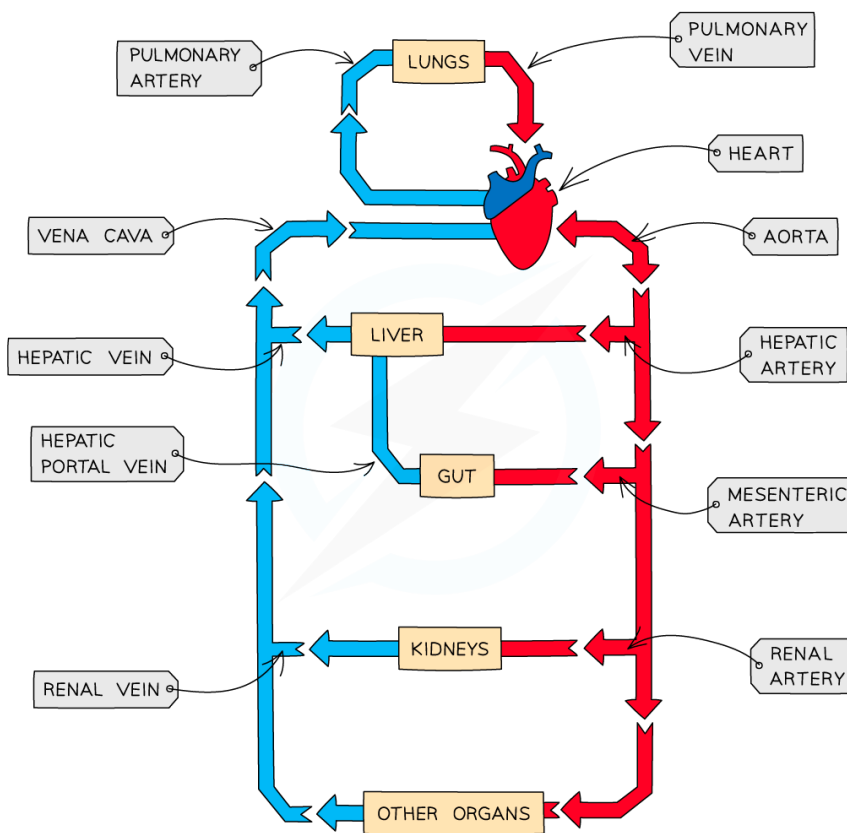 PULMONARY
ARTERY
LUNGS
PULMONARY
VEIN
HEART
VENA CAVA
AORTA
HEPATIC VEIN
LIVER
HEPATIC
ARTERY
HEPATIC
PORTAL VEIN
GUT
MESENTERIC
ARTERY
RENAL VEIN
KIDNEYS
RENAL
ARTERY
OTHER ORGANS